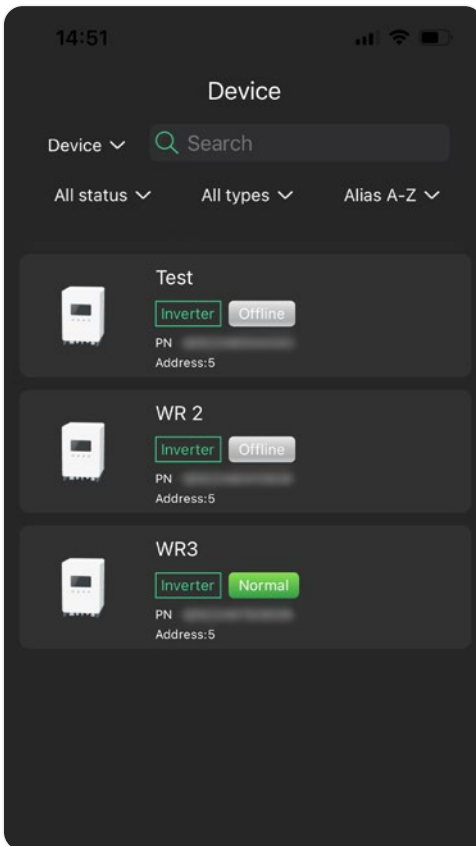 14:51
Device
Device Search
All status All types Alias A-Z
Test
Inverter Offline
PN
Address:5
WR 2
Inverter Offline
PN
Address:5
WR3
Inverter Normal
PN
Address:5